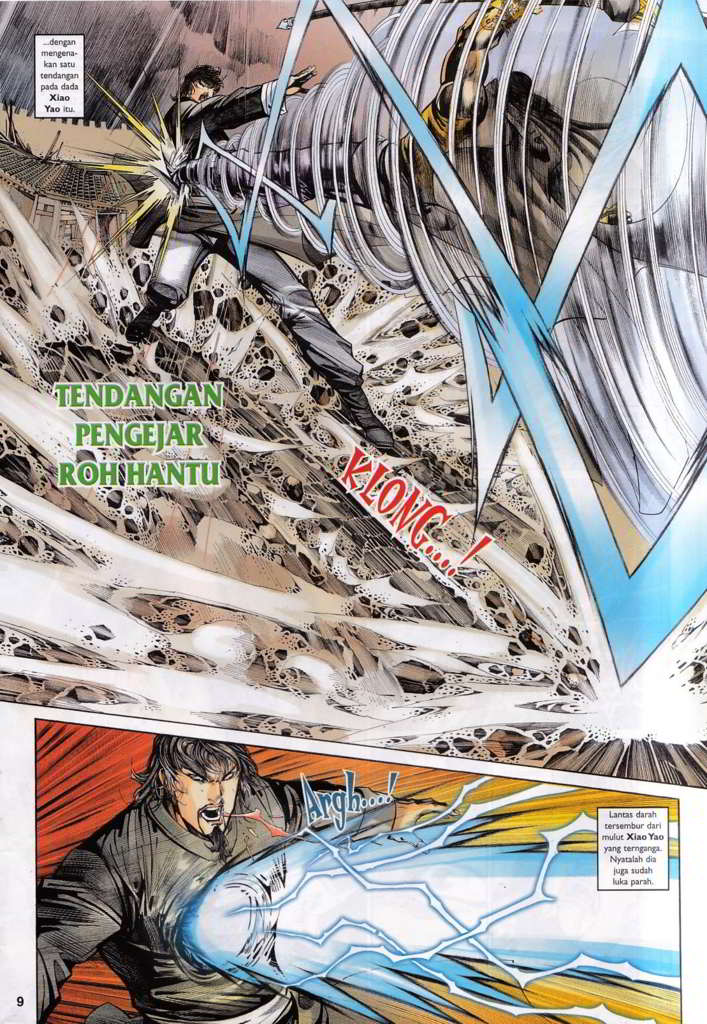 ...dengan
mengena-
kan satu
tendangan
pada dada
Xiao
Yao itu.
TENDANGAN
PENGEJAR
ROH HANTU
KLONG....!
Argh....!
Lantas darah
tersembur dari
mulut Xiao Yao
yang ternganga.
Nyatalah dia
juga sudah
luka parah.
9